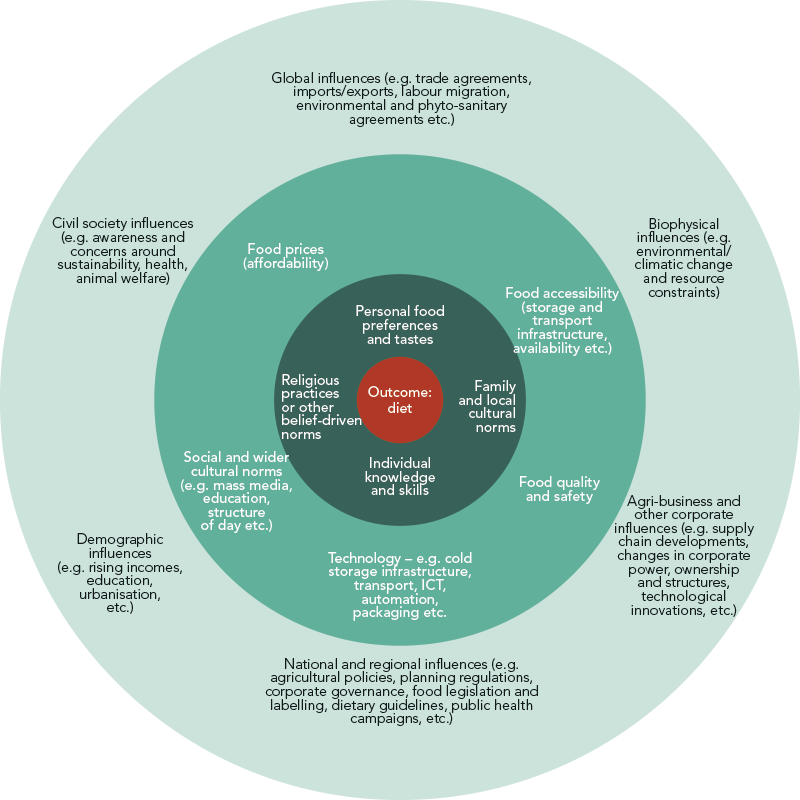 Global influences (e.g. trade agreements,
imports/exports, labour migration,
environmental and phyto-sanitary
agreements etc.)
Civil society influences
(e.g. awareness and
concerns around
sustainability, health,
animal welfare)
Biophysical
influences (e.g.
environmental/
climatic change
and resource
constraints)
Food prices
(affordability)
Food accessibility
(storage and
transport
infrastructure,
availability etc.)
Personal food
preferences
and tastes
Religious
practices
or other
belief-driven
norms
Outcome:
diet
Family
and local
cultural
norms
Individual
knowledge
and skills
Social and wider
cultural norms
(e.g. mass media,
education,
structure
of day etc.)
Food quality
and safety
Technology – e.g. cold
storage infrastructure,
transport, ICT,
automation,
packaging etc.
Demographic
influences
(e.g. rising incomes,
education,
urbanisation,
etc.)
Agri-business and
other corporate
influences (e.g. supply
chain developments,
changes in corporate
power, ownership
and structures,
technological
innovations, etc.)
National and regional influences (e.g.
agricultural policies, planning regulations,
corporate governance, food legislation and
labelling, dietary guidelines, public health
campaigns, etc.)